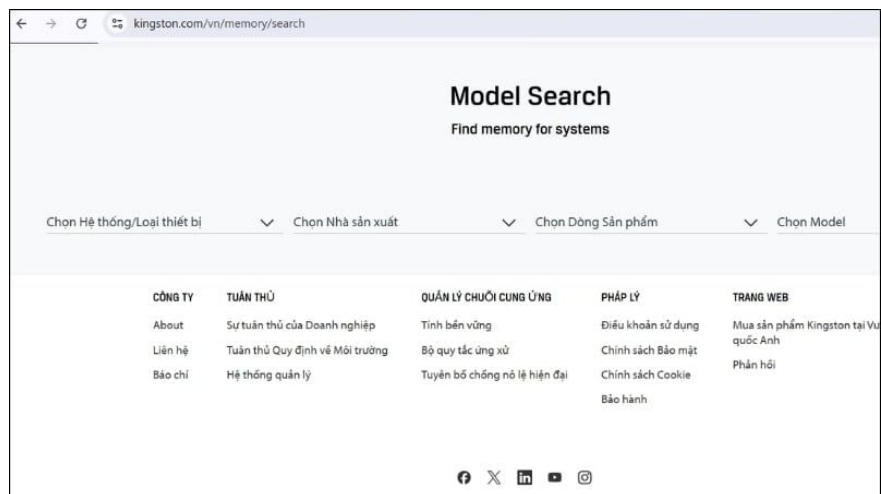 kingston.com/vn/memory/search
Model Search
Find memory for systems
Chọn Hệ thống/Loại thiết bị
Chọn Nhà sản xuất
Chọn Dòng Sản phẩm
Chọn Model
CÔNG TY
About
Liên hệ
Báo chí
TUÂN THỦ
Sự tuân thủ của Doanh nghiệp
Tuân thủ Quy định về Môi trường
Hệ thống quản lý
QUẢN LÝ CHUỖI CUNG ỨNG
Tính bền vững
Bộ quy tắc ứng xử
Tuyên bố chống nô lệ hiện đại
PHÁP LÝ
Điều khoản sử dụng
Chính sách Bảo mật
Chính sách Cookie
Bảo hành
TRANG WEB
Mua sản phẩm Kingston tại Vư
quốc Anh
Phản hồi